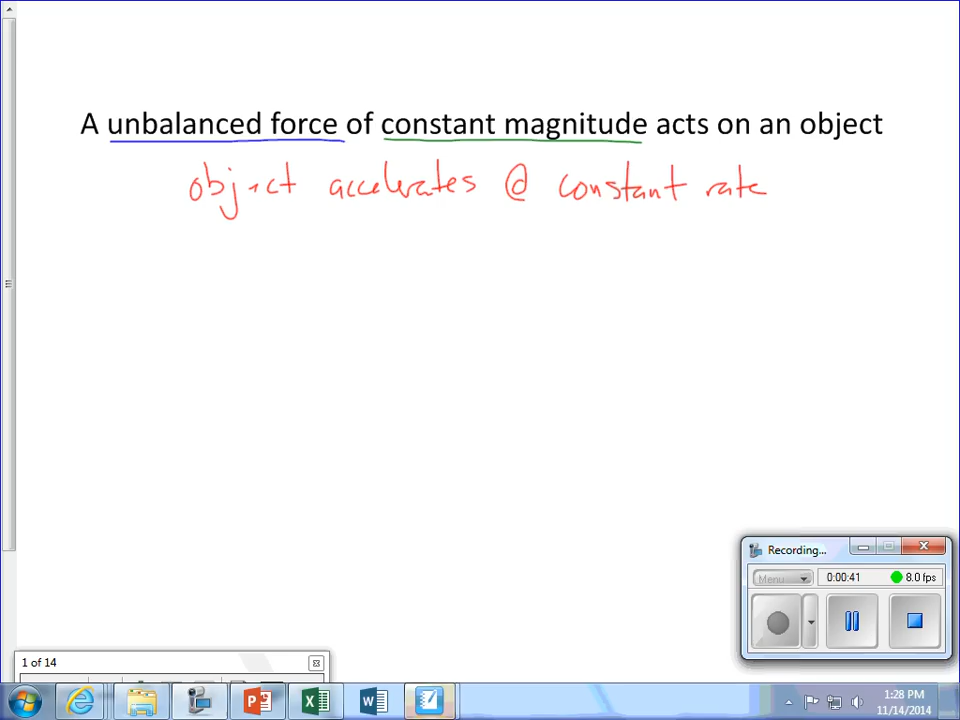 A unbalanced force of constant magnitude acts on an object
object accelerates @ constant rate
Recording...
Menu
0:00:41
8.0 fps
1 of 14
1:28 PM
11/14/2014